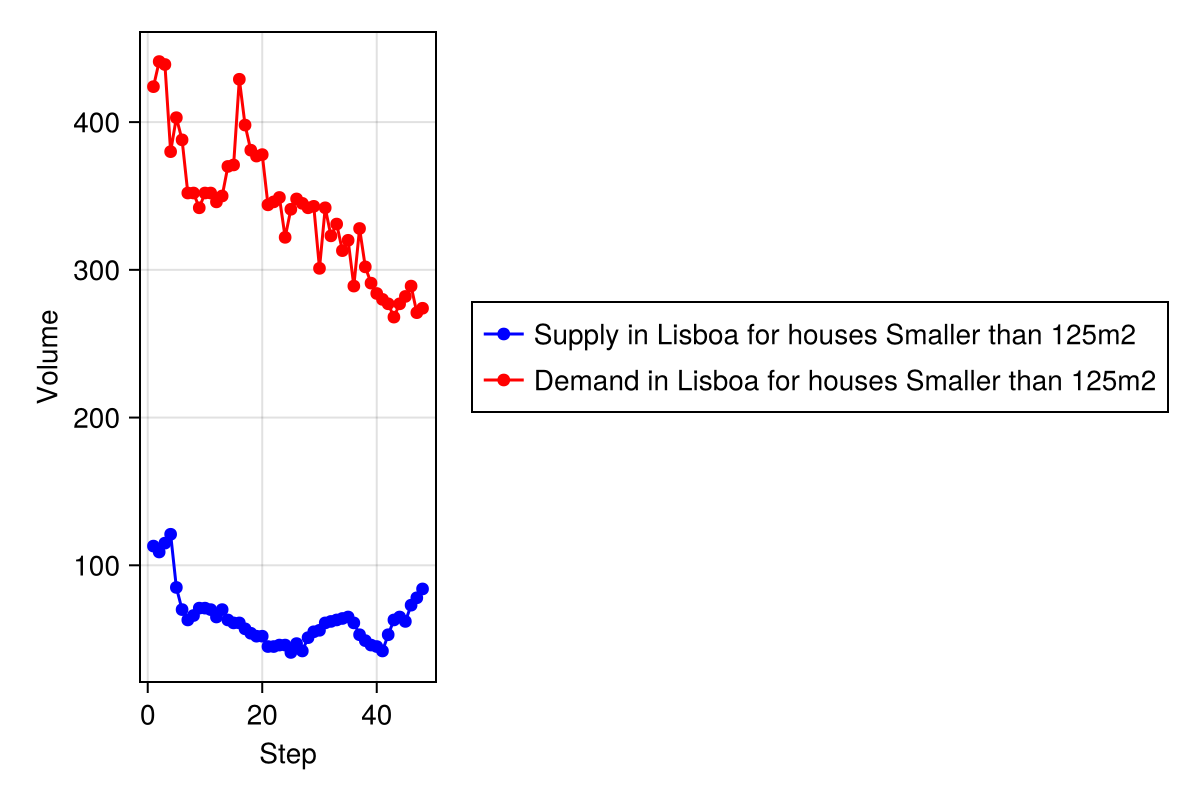 400
300
200
100
Volume
0 20 40
Step
Supply in Lisboa for houses Smaller than 125m2
Demand in Lisboa for houses Smaller than 125m2